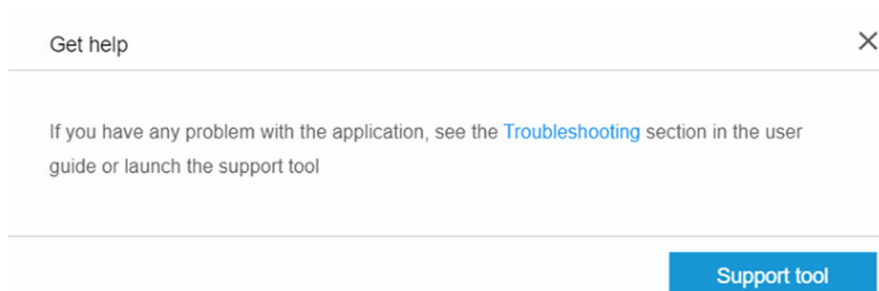 Get help
If you have any problem with the application, see the Troubleshooting section in the user
guide or launch the support tool
Support tool